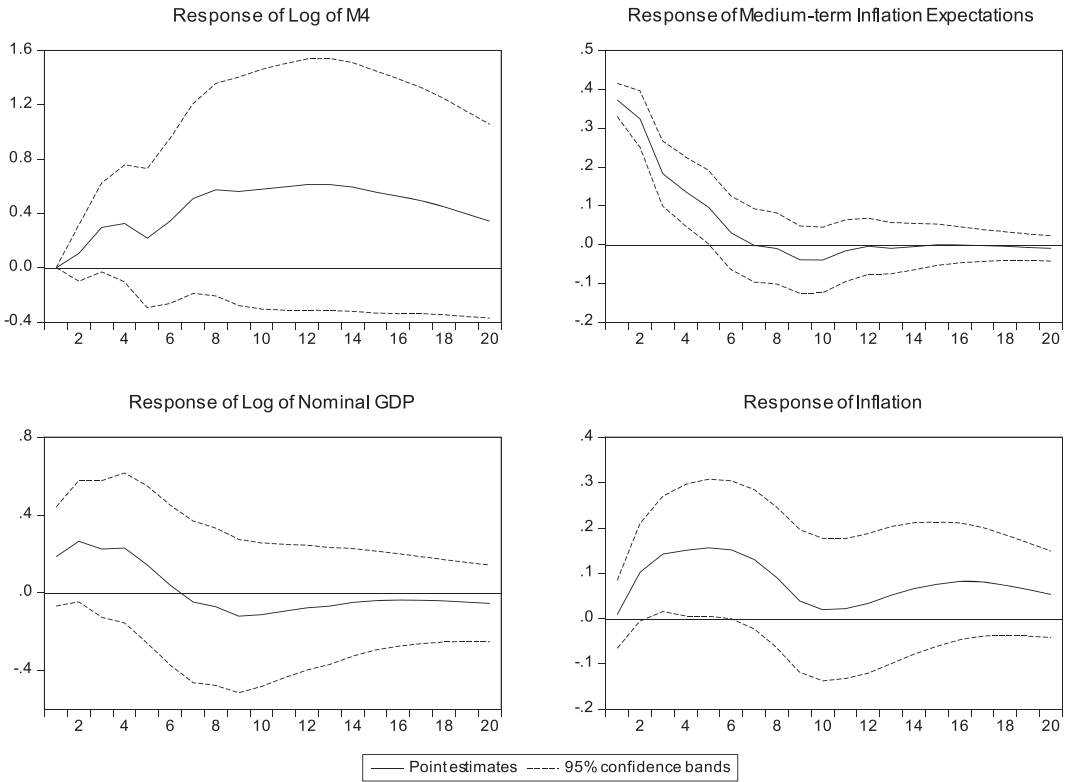 Response of Log of M4
1.6
1.2
0.8
0.4
0.0
-0.4
2 4 6 8 10 12 14 16 18 20
Response of Medium-term Inflation Expectations
.5
.4
.3
.2
.1
.0
-.1
-.2
2 4 6 8 10 12 14 16 18 20
Response of Log of Nominal GDP
.8
.4
.0
-.4
2 4 6 8 10 12 14 16 18 20
Response of Inflation
.4
.3
.2
.1
.0
-.1
-.2
2 4 6 8 10 12 14 16 18 20
Point estimates 95% confidence bands